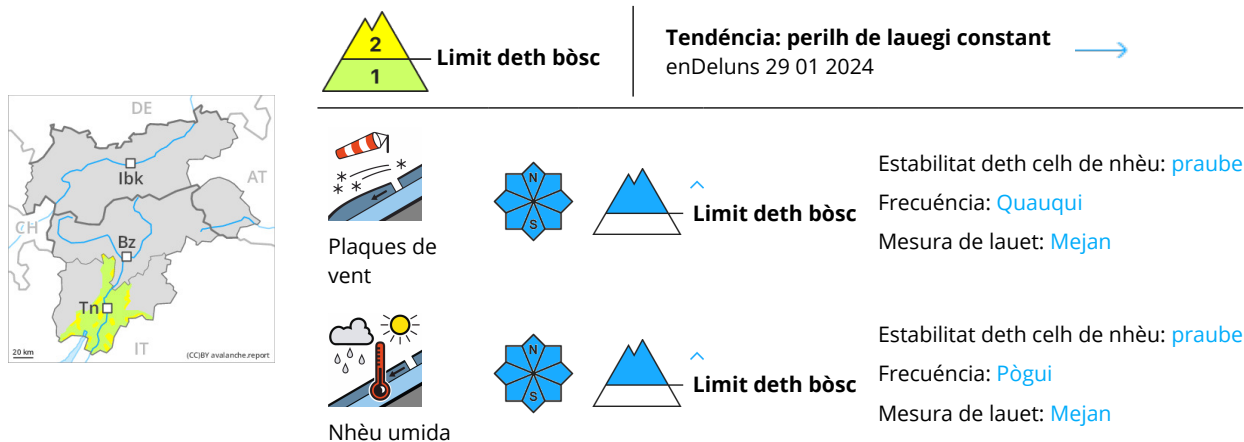 2
1
Limit deth bòsc
Tendéncia: perilh de lauegi constant
enDeluns 29 01 2024
DE
Ibk
AT
CH
Bz
Tn
IT
20 km
(CC)BY avalanche.report
Plaques de
vent
N
S
Limit deth bòsc
Estabilitat deth celh de nhèu: praube
Frecuéncia: Quauqui
Mesura de lauet: Mejan
Nhèu umida
N
S
Limit deth bòsc
Estabilitat deth celh de nhèu: praube
Frecuéncia: Pògui
Mesura de lauet: Mejan